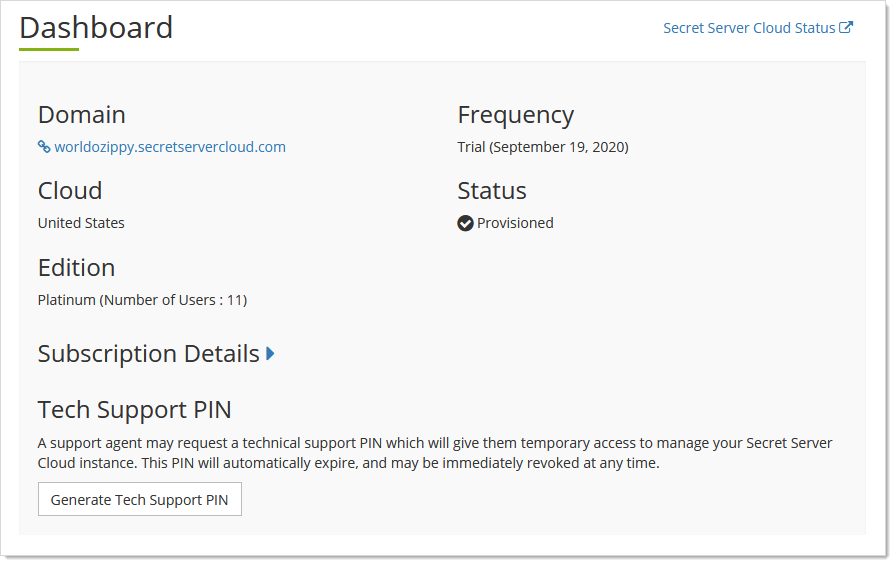 Dashboard
Secret Server Cloud Status
Domain
worldozippy.secretservercloud.com
Frequency
Trial (September 19, 2020)
Cloud
United States
Status
Provisioned
Edition
Platinum (Number of Users : 11)
Subscription Details
Tech Support PIN
A support agent may request a technical support PIN which will give them temporary access to manage your Secret Server
Cloud instance. This PIN will automatically expire, and may be immediately revoked at any time.
Generate Tech Support PIN